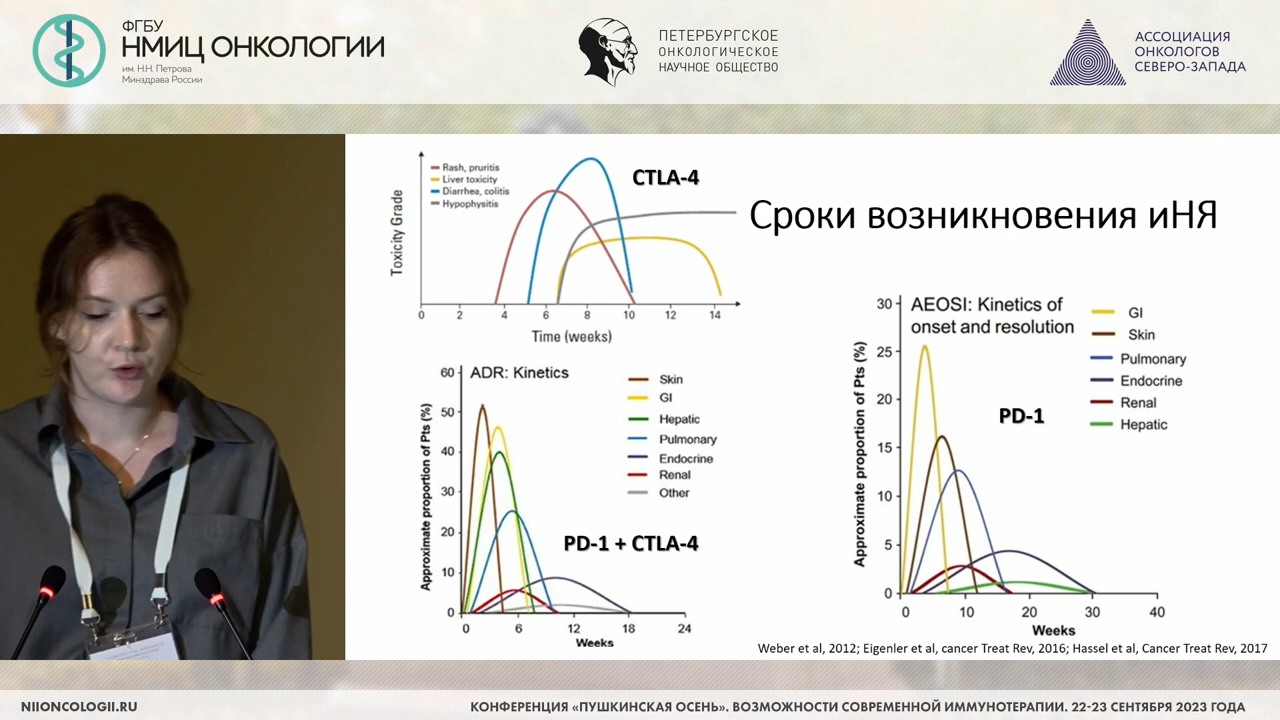 ФГБУ
НМИЦ ОНКОЛОГИИ
им. Н.Н. Петрова
Минздрава России
ПЕТЕРБУРГСКОЕ
ОНКОЛОГИЧЕСКОЕ
НАУЧНОЕ ОБЩЕСТВО
АССОЦИАЦИЯ
ОНКОЛОГОВ
СЕВЕРО-ЗАПАДА
Сроки возникновения иНЯ
CTLA-4
Rash, pruritis
Liver toxicity
Diarrhea, colitis
Hypophysitis
Toxicity Grade
0 2 4 6 8 10 12 14
Time (weeks)
ADR: Kinetics
Skin
GI
Hepatic
Pulmonary
Endocrine
Renal
Other
PD-1 + CTLA-4
Approximate proportion of Pts (%)
60
50
40
30
20
10
0
0 6 12 18 24
Weeks
AEOSI: Kinetics of
onset and resolution
GI
Skin
Pulmonary
Endocrine
Renal
Hepatic
PD-1
Approximate proportion of Pts (%)
30
25
20
15
10
5
0
0 10 20 30 40
Weeks
Weber et al, 2012; Eigenler et al, cancer Treat Rev, 2016; Hassel et al, Cancer Treat Rev, 2017
NIIONCOLOGII.RU
КОНФЕРЕНЦИЯ «ПУШКИНСКАЯ ОСЕНЬ». ВОЗМОЖНОСТИ СОВРЕМЕННОЙ ИММУНОТЕРАПИИ. 22-23 СЕНТЯБРЯ 2023 ГОДА